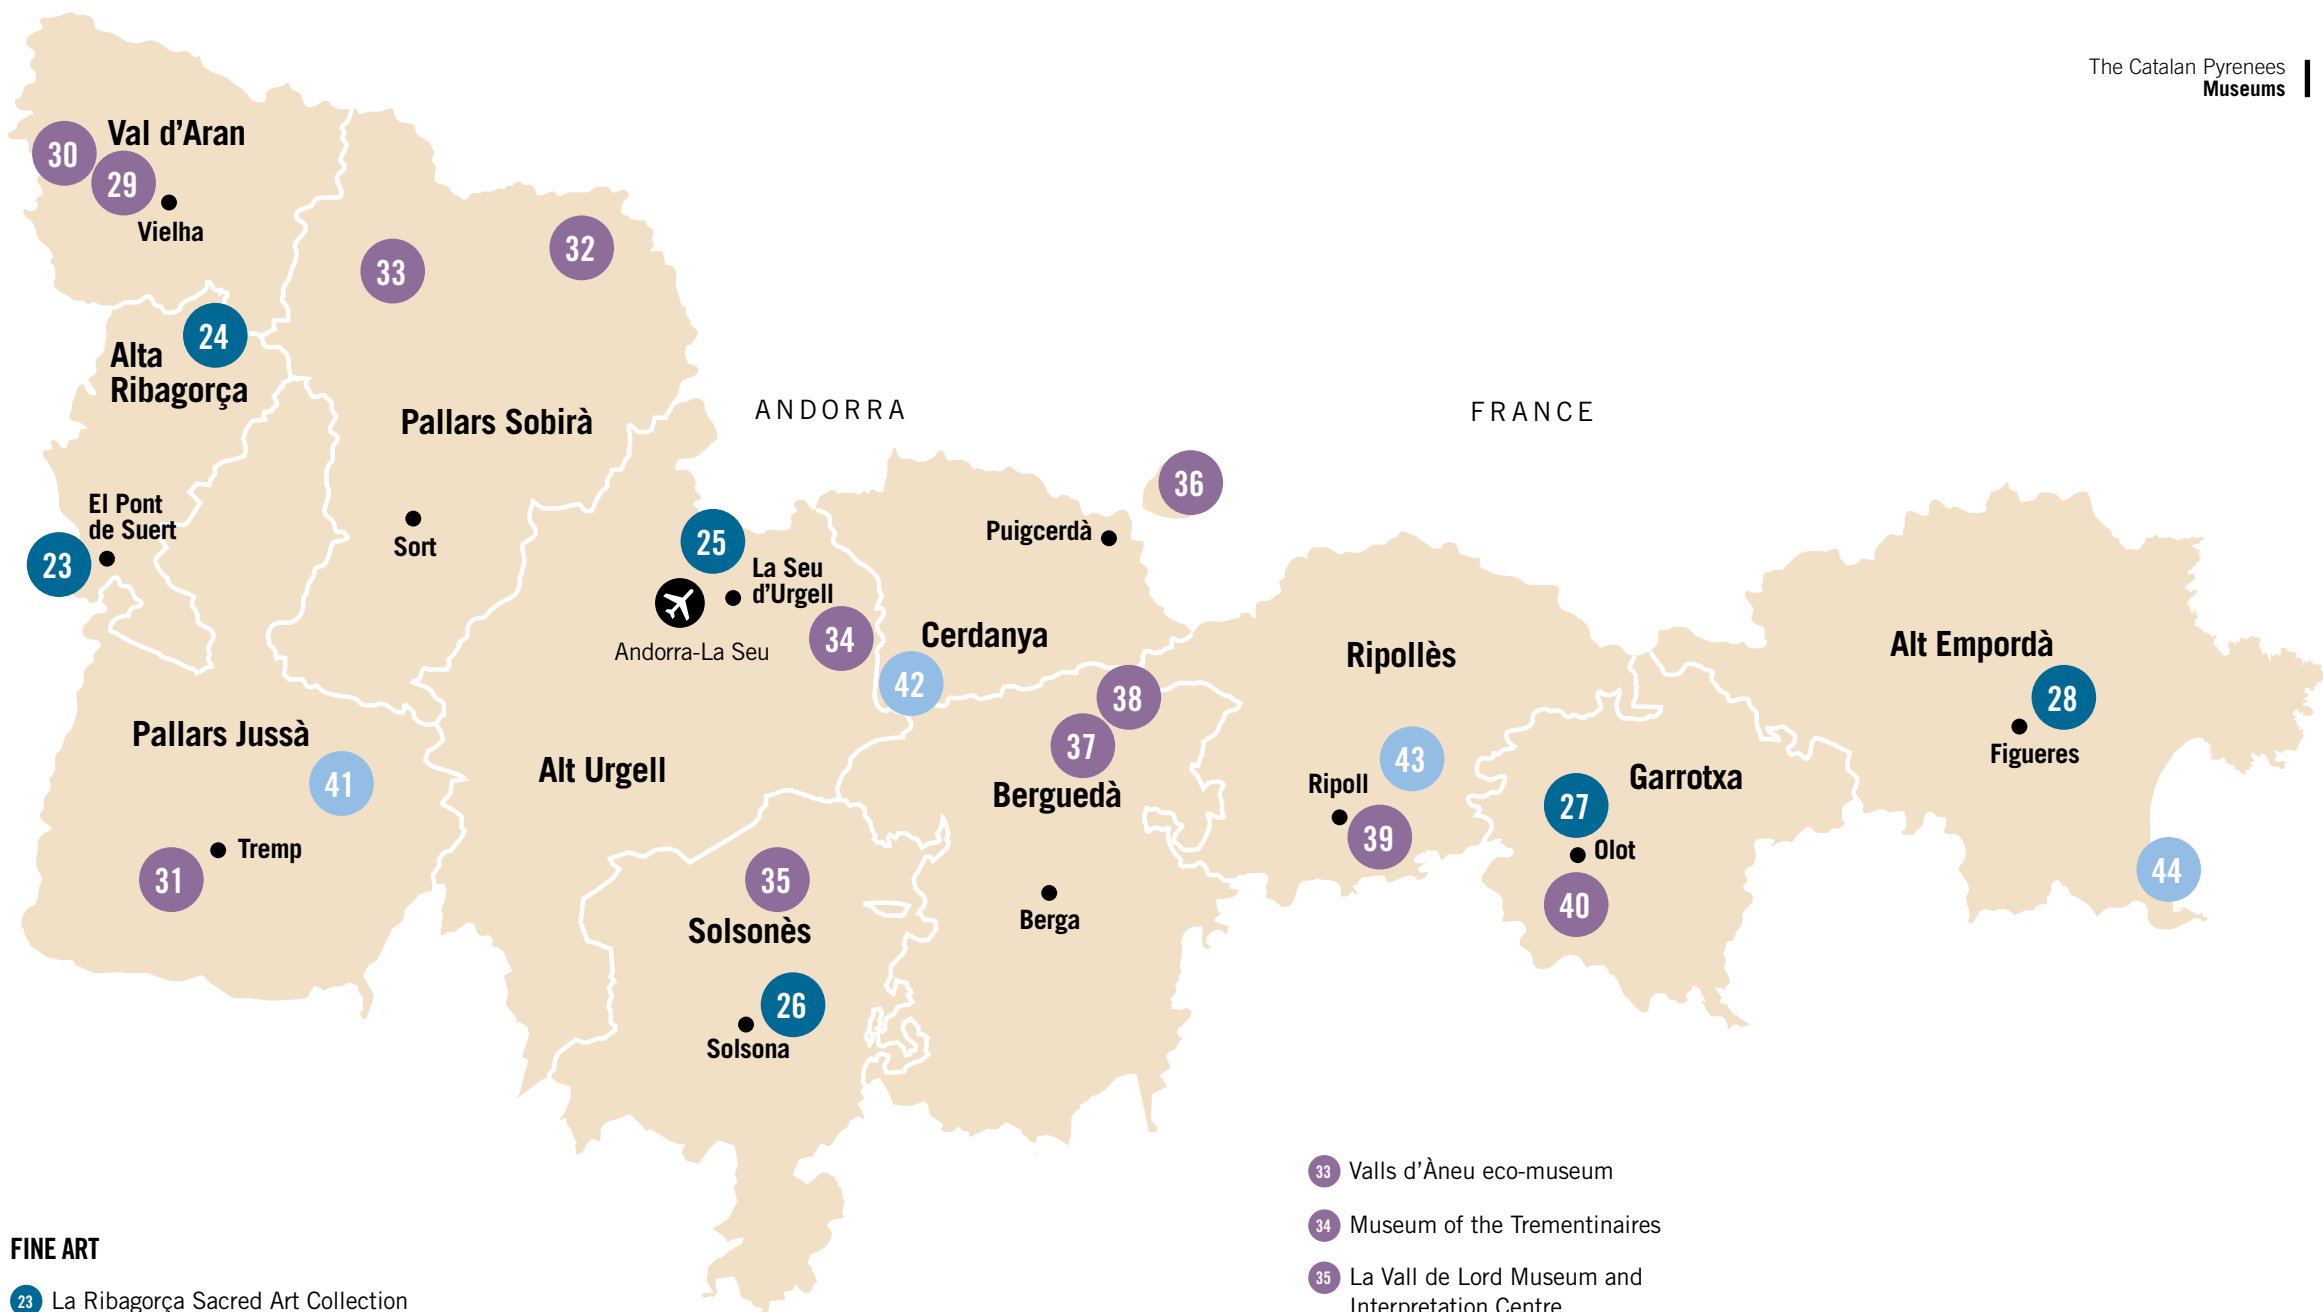 The Catalan Pyrenees
Museums
Val d’Aran
30
29
Vielha
33
32
24
Alta
Ribagorça
Pallars Sobirà
ANDORRA
FRANCE
El Pont
de Suert
23
Sort
25
La Seu
d’Urgell
Andorra-La Seu
34
36
Puigcerdà
Cerdanya
42
38
37
Berguedà
Berga
Ripollès
43
Ripoll
39
Alt Empordà
28
Figueres
Garrotxa
27
Olot
40
44
Pallars Jussà
41
Tremp
31
Alt Urgell
35
Solsonès
26
Solsona
FINE ART
23 La Ribagorça Sacred Art Collection
33 Valls d’Àneu eco-museum
34 Museum of the Trementinaires
35 La Vall de Lord Museum and
Interpretation Centre